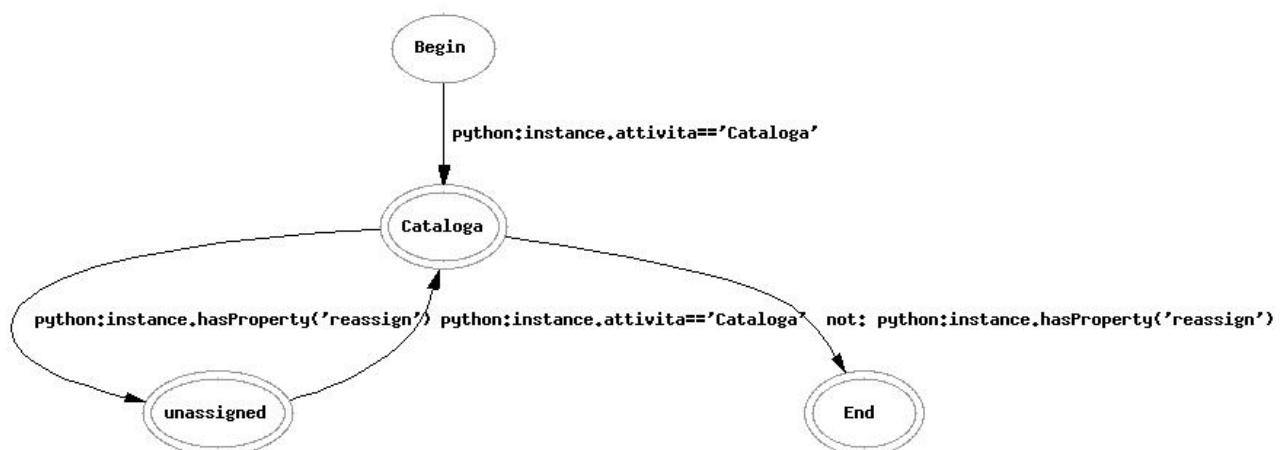 Begin
python:instance.attivita=='Cataloga'
Cataloga
python:instance.hasProperty('reassign') python:instance.attivita=='Cataloga' not: python:instance.hasProperty('reassign')
unassigned
End